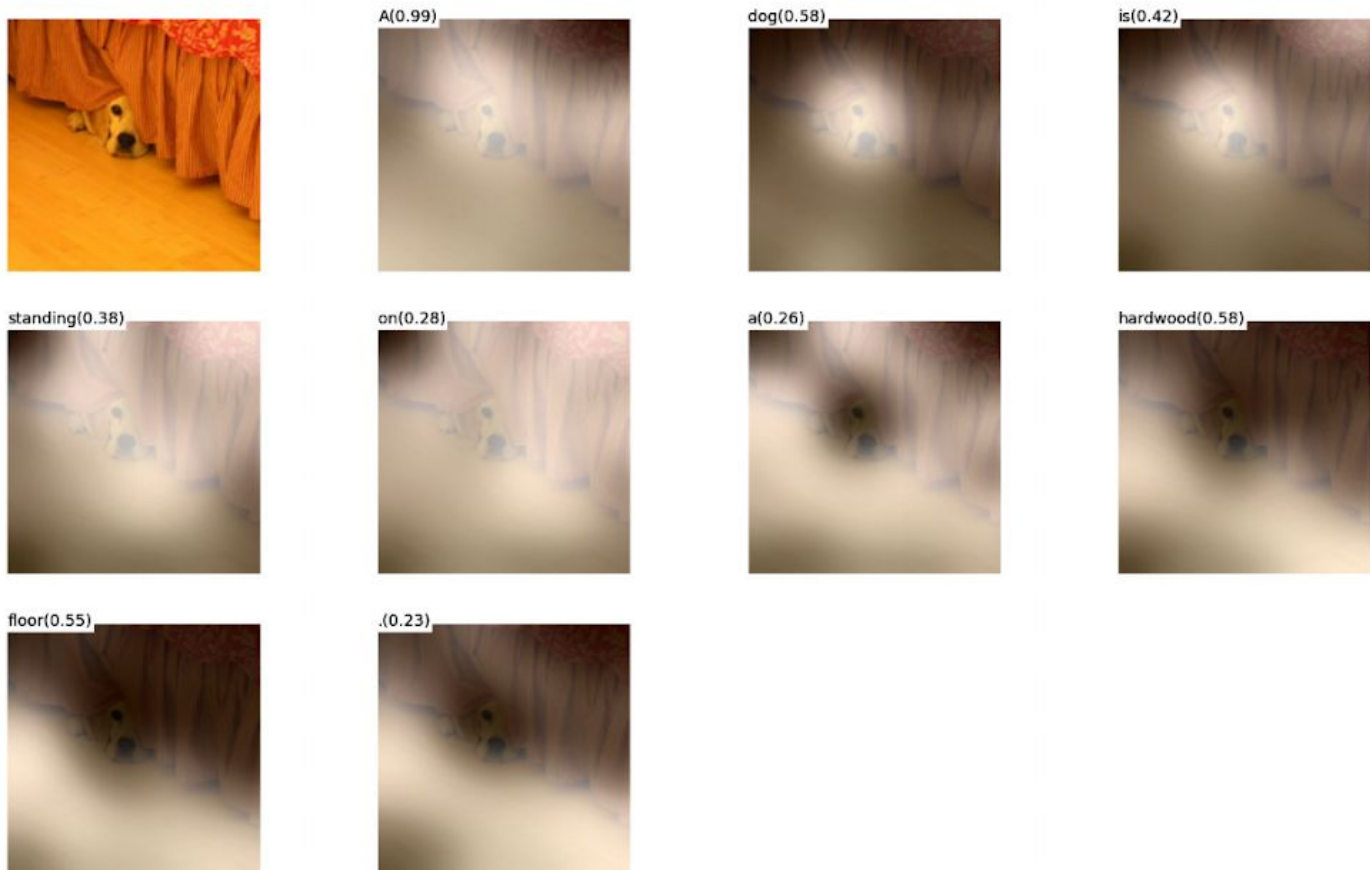 A(0.99) dog(0.58) is(0.42)
standing(0.38) on(0.28) a(0.26) hardwood(0.58)
floor(0.55) .(0.23)